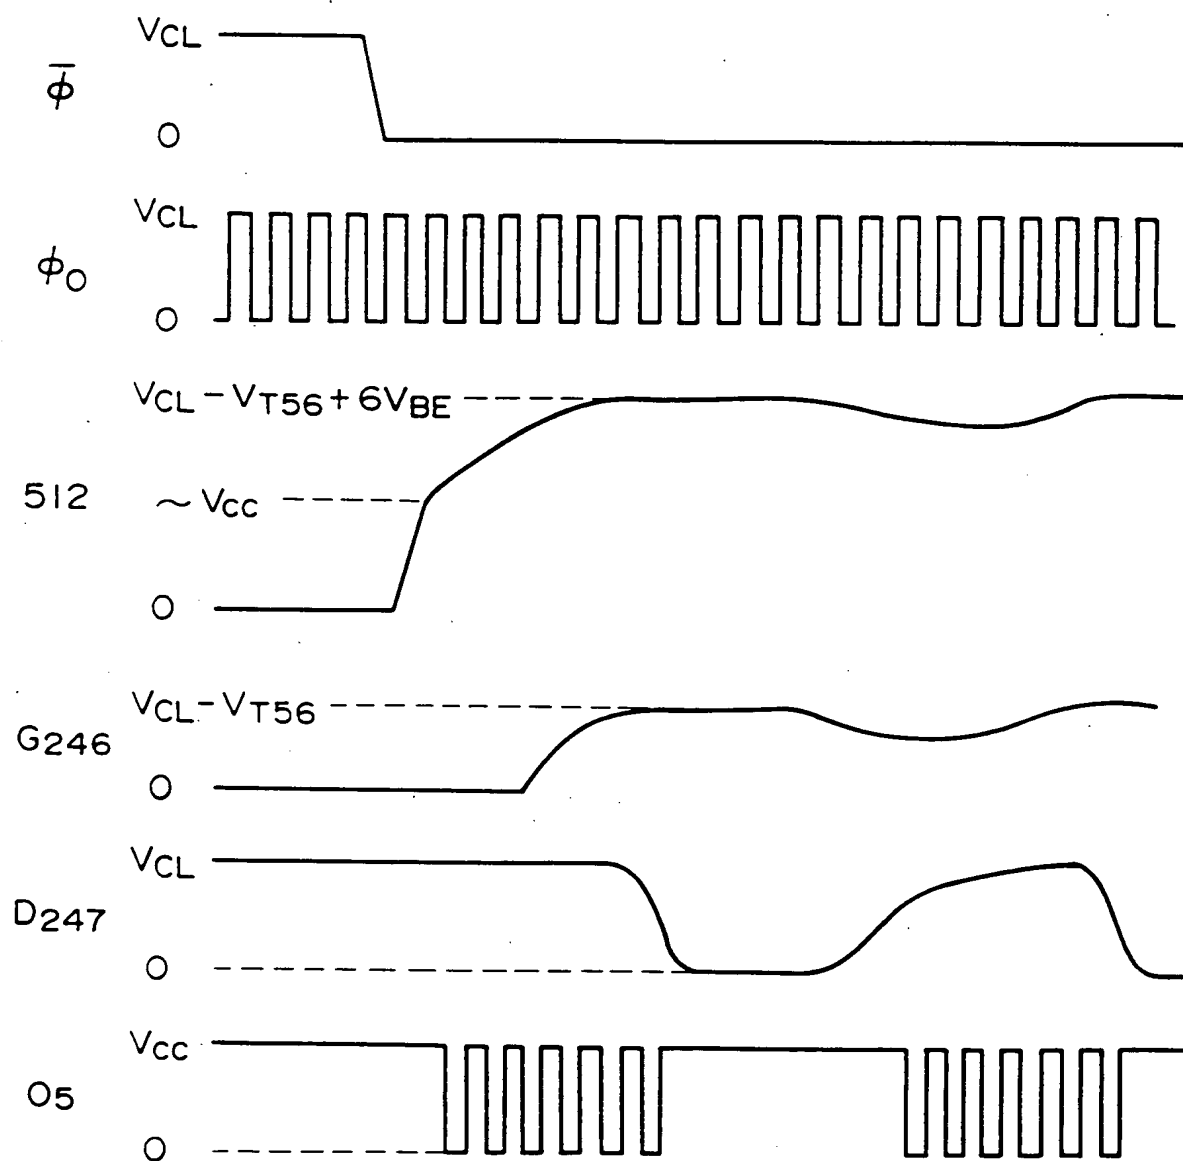 VCL
φ̄
0
VCL
φ0
0
VCL - VT56 + 6VBE
512
~ VCC
0
VCL - VT56
G246
0
VCL
D247
0
VCC
O5
0